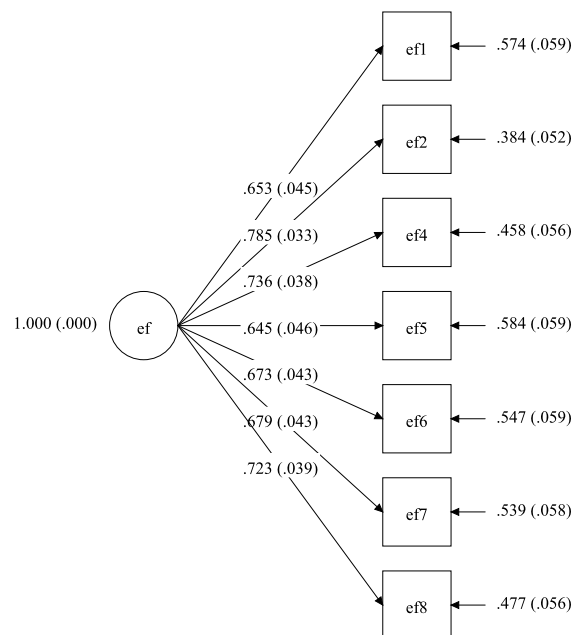 ef1
.574 (.059)
ef2
.384 (.052)
.653 (.045)
.785 (.033)
ef4
.458 (.056)
.736 (.038)
1.000 (.000)
ef
.645 (.046)
ef5
.584 (.059)
.673 (.043)
ef6
.547 (.059)
.679 (.043)
.723 (.039)
ef7
.539 (.058)
ef8
.477 (.056)